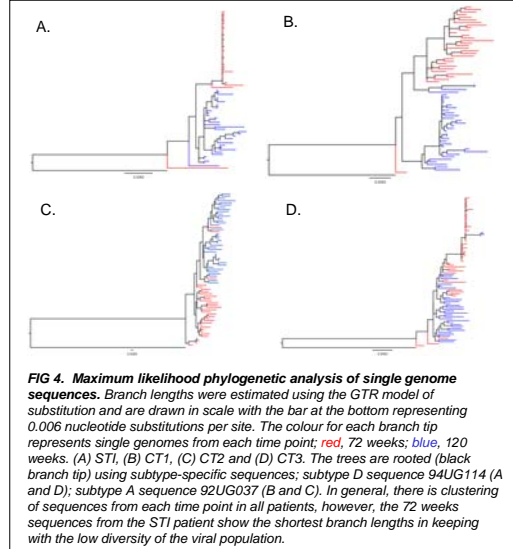 A.
B.
C.
D.
FIG 4. Maximum likelihood phylogenetic analysis of single genome
sequences. Branch lengths were estimated using the GTR model of
substitution and are drawn in scale with the bar at the bottom representing
0.006 nucleotide substitutions per site. The colour for each branch tip
represents single genomes from each time point; red, 72 weeks; blue, 120
weeks. (A) STI, (B) CT1, (C) CT2 and (D) CT3. The trees are rooted (black
branch tip) using subtype-specific sequences; subtype D sequence 94UG114 (A
and D); subtype A sequence 92UG037 (B and C). In general, there is clustering
of sequences from each time point in all patients, however, the 72 weeks
sequences from the STI patient show the shortest branch lengths in keeping
with the low diversity of the viral population.